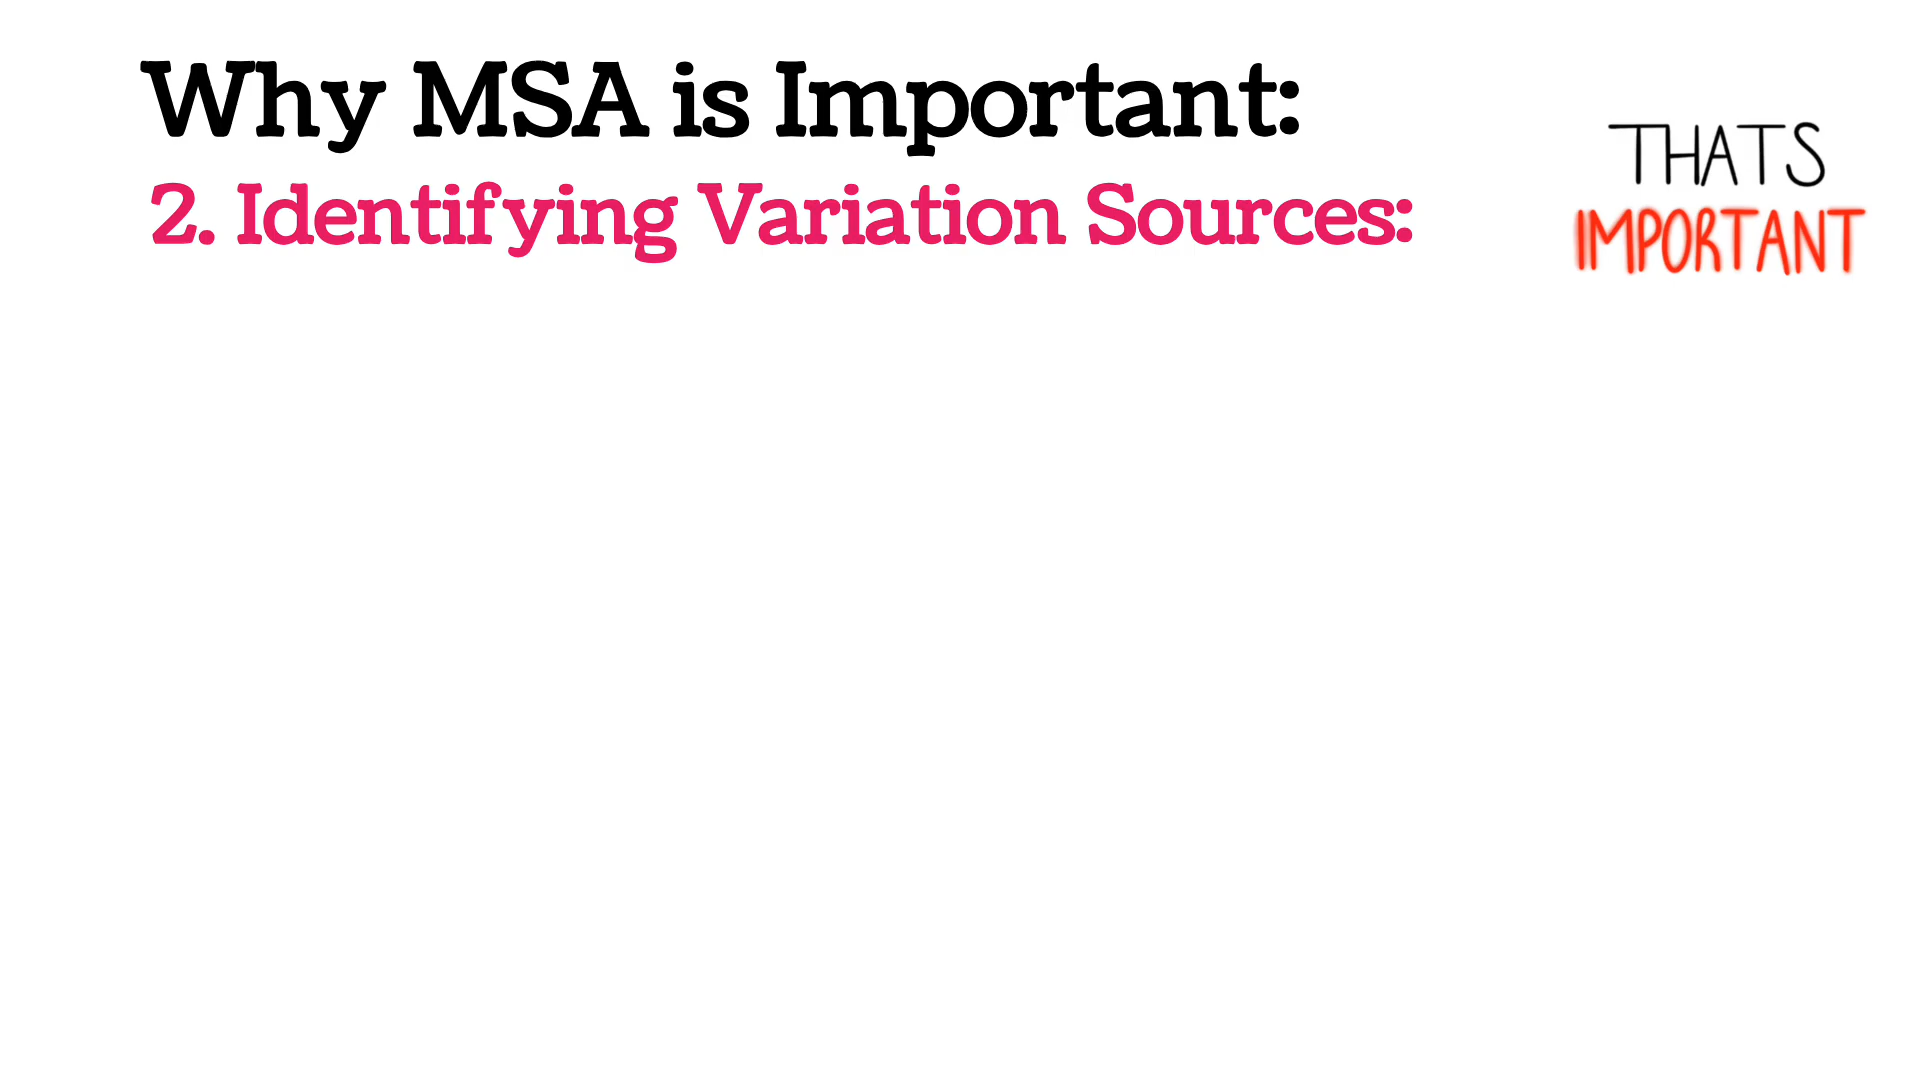 Why MSA is Important:
2. Identifying Variation Sources:
THATS
IMPORTANT